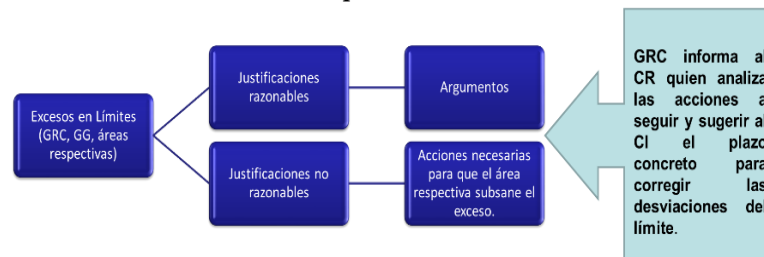 Excesos en Límites
(GRC, GG, áreas
respectivas)
Justificaciones
razonables
Argumentos
Justificaciones no
razonables
Acciones necesarias
para que el área
respectiva subsane el
exceso.
GRC informa al
CR quien analiza
las acciones a
seguir y sugerir al
CI el plazo
concreto para
corregir las
desviaciones del
límite.